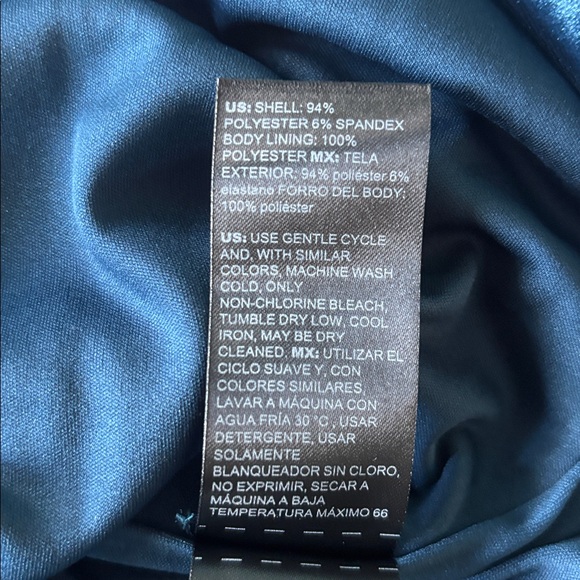 US: SHELL: 94%
POLYESTER 6% SPANDEX
BODY LINING: 100%
POLYESTER MX: TELA
EXTERIOR: 94% poliéster 6%
elastano FORRO DEL BODY:
100% poliéster
US: USE GENTLE CYCLE
AND, WITH SIMILAR
COLORS, MACHINE WASH
COLD, ONLY
NON-CHLORINE BLEACH,
TUMBLE DRY LOW, COOL
IRON, MAY BE DRY
CLEANED, MX: UTILIZAR EL
CICLO SUAVE Y, CON
COLORES SIMILARES,
LAVAR A MÁQUINA CON
AGUA FRÍA 30 °C , USAR
DETERGENTE, USAR
SOLAMENTE
BLANQUEADOR SIN CLORO,
NO EXPRIMIR, SECAR A
MÁQUINA A BAJA
TEMPERATURA MÁXIMO 66